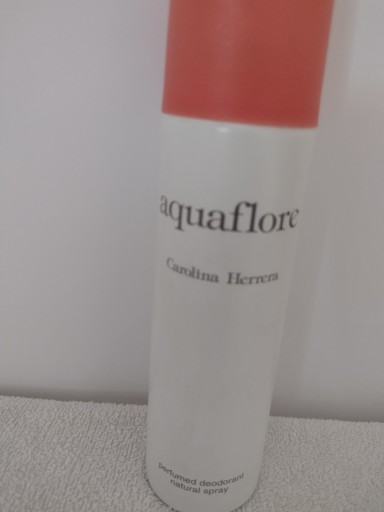 aquaflore
Carolina Herrera
perfumed deodorant
natural spray